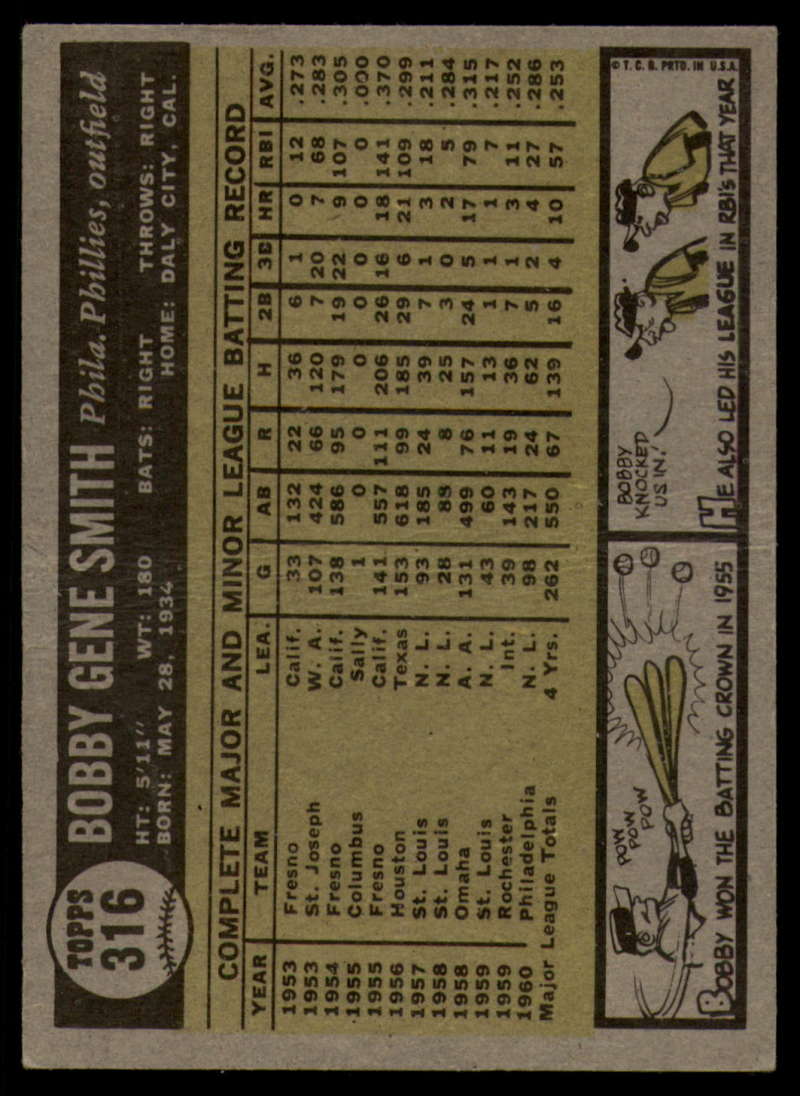 TOPPS
316
BOBBY GENE SMITH Phila. Phillies, outfield
HT: 5'11" WT: 180 BATS: RIGHT THROWS: RIGHT
BORN: MAY 28, 1934 HOME: DALY CITY, CAL.
COMPLETE MAJOR AND MINOR LEAGUE BATTING RECORD
YEAR TEAM LEA. G AB R H 2B 3B HR RBI AVG.
1953 Fresno Calif. 33 132 22 36 6 1 0 12 .273
1953 St. Joseph W. A. 107 424 66 120 7 20 7 68 .283
1954 Fresno Calif. 138 586 95 179 19 22 9 107 .305
1955 Columbus Sally 1 0 0 0 0 0 0 0 .000
1955 Fresno Calif. 141 557 111 206 26 16 18 141 .370
1956 Houston Texas 153 618 99 185 29 6 21 109 .299
1957 St. Louis N. L. 93 185 24 39 7 1 3 18 .211
1958 St. Louis N. L. 28 88 8 25 3 0 2 5 .284
1958 Omaha A. A. 131 499 76 157 24 5 17 79 .315
1959 St. Louis N. L. 43 60 11 13 1 1 1 7 .217
1959 Rochester Int. 39 143 19 36 7 1 3 11 .252
1960 Philadelphia N. L. 98 217 24 62 5 2 4 27 .286
Major League Totals 4 Yrs. 262 550 67 139 16 4 10 57 .253
POW
POW
POW
BOBBY WON THE BATTING CROWN IN 1955
© T. C. G. PRTD. IN U.S.A.
BOBBY
KNOCKED
US IN!
HE ALSO LED HIS LEAGUE IN RBI'S THAT YEAR